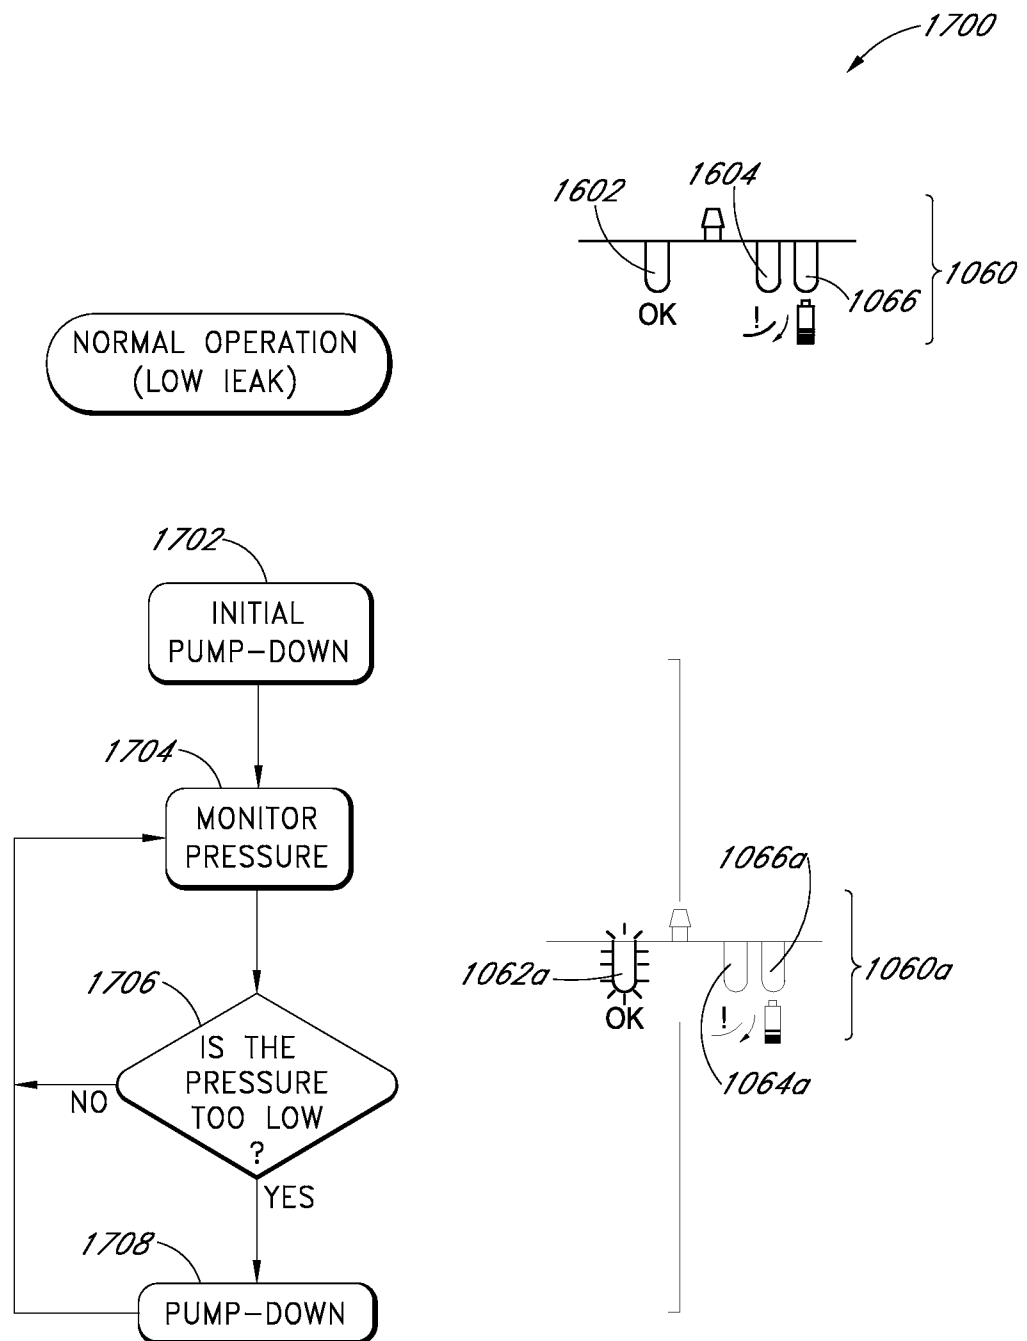 1700
1602
1604
1066
1060
OK
!
NORMAL OPERATION
(LOW IEAK)
1702
INITIAL
PUMP-DOWN
1704
MONITOR
PRESSURE
1066a
1062a
1060a
OK
!
1064a
1706
IS THE
PRESSURE
TOO LOW
?
NO
YES
1708
PUMP-DOWN